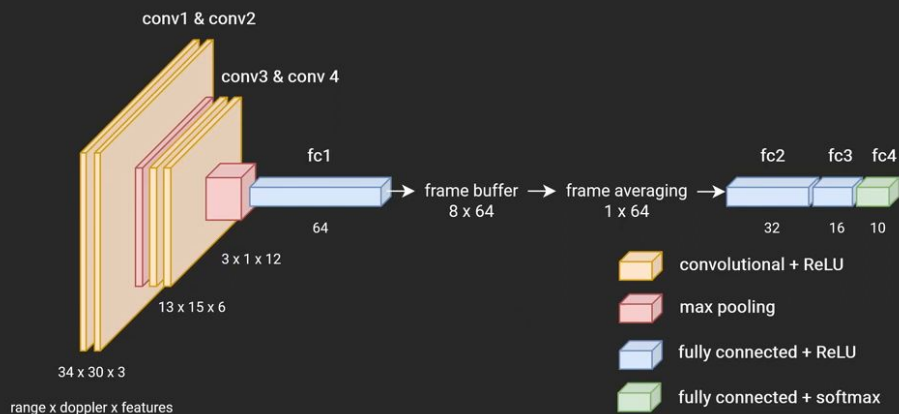 conv1 & conv2
conv3 & conv 4
fc1
fc2
fc3
fc4
frame buffer
8 x 64
frame averaging
1 x 64
64
32
16
10
3 x 1 x 12
13 x 15 x 6
34 x 30 x 3
range x doppler x features
convolutional + ReLU
max pooling
fully connected + ReLU
fully connected + softmax